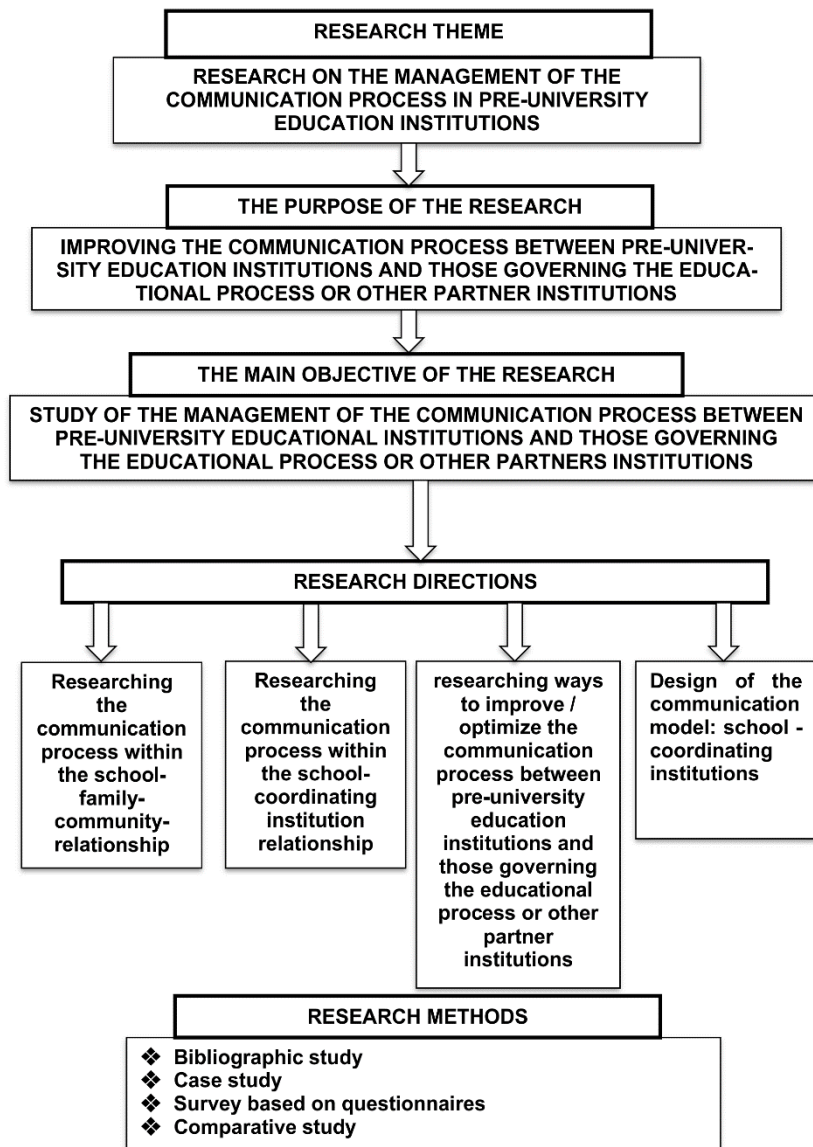 RESEARCH THEME
RESEARCH ON THE MANAGEMENT OF THE
COMMUNICATION PROCESS IN PRE-UNIVERSITY
EDUCATION INSTITUTIONS
THE PURPOSE OF THE RESEARCH
IMPROVING THE COMMUNICATION PROCESS BETWEEN PRE-UNIVER-
SITY EDUCATION INSTITUTIONS AND THOSE GOVERNING THE EDUCA-
TIONAL PROCESS OR OTHER PARTNER INSTITUTIONS
THE MAIN OBJECTIVE OF THE RESEARCH
STUDY OF THE MANAGEMENT OF THE COMMUNICATION PROCESS BETWEEN
PRE-UNIVERSITY EDUCATIONAL INSTITUTIONS AND THOSE GOVERNING
THE EDUCATIONAL PROCESS OR OTHER PARTNERS INSTITUTIONS
RESEARCH DIRECTIONS
Researching
the
communication
process within
the school-
family-
community-
relationship
Researching
the
communication
process within
the school-
coordinating
institution
relationship
researching ways
to improve /
optimize the
communication
process between
pre-university
education
institutions and
those governing
the educational
process or other
partner
institutions
Design of the
communication
model: school -
coordinating
institutions
RESEARCH METHODS
❖ Bibliographic study
❖ Case study
❖ Survey based on questionnaires
❖ Comparative study